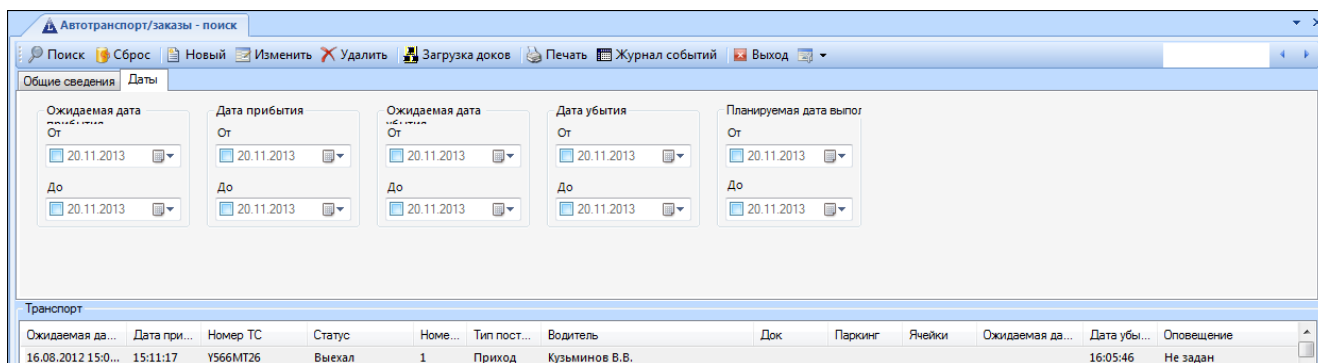 Автотранспорт/заказы - поиск
Поиск Сброс Новый Изменить Удалить Загрузка доков Печать Журнал событий Выход
Общие сведения Даты
Ожидаемая дата прибытия Дата прибытия Ожидаемая дата убытия Дата убытия Планируемая дата выпол
От От От От От
20.11.2013 20.11.2013 20.11.2013 20.11.2013 20.11.2013
До До До До До
20.11.2013 20.11.2013 20.11.2013 20.11.2013 20.11.2013
Транспорт
Ожидаемая да... Дата при... Номер ТС Статус Номе... Тип пост... Водитель Док Паркинг Ячейки Ожидаемая да... Дата убы... Оповещение
16.08.2012 15:0... 15:11:17 Y566MT26 Выехал 1 Приход Кузьминов В.В. 16:05:46 Не задан